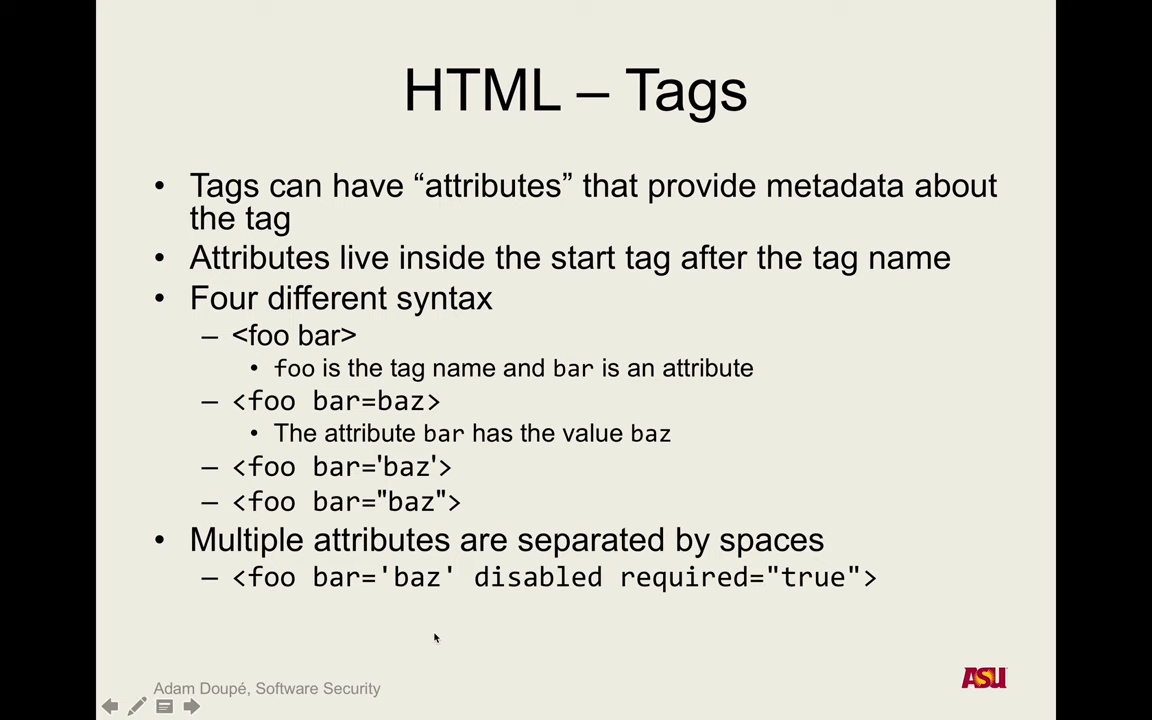 HTML – Tags
• Tags can have “attributes” that provide metadata about
the tag
• Attributes live inside the start tag after the tag name
• Four different syntax
– <foo bar>
• foo is the tag name and bar is an attribute
– <foo bar=baz>
• The attribute bar has the value baz
– <foo bar='baz'>
– <foo bar="baz">
• Multiple attributes are separated by spaces
– <foo bar='baz' disabled required="true">
Adam Doupé, Software Security
ASU